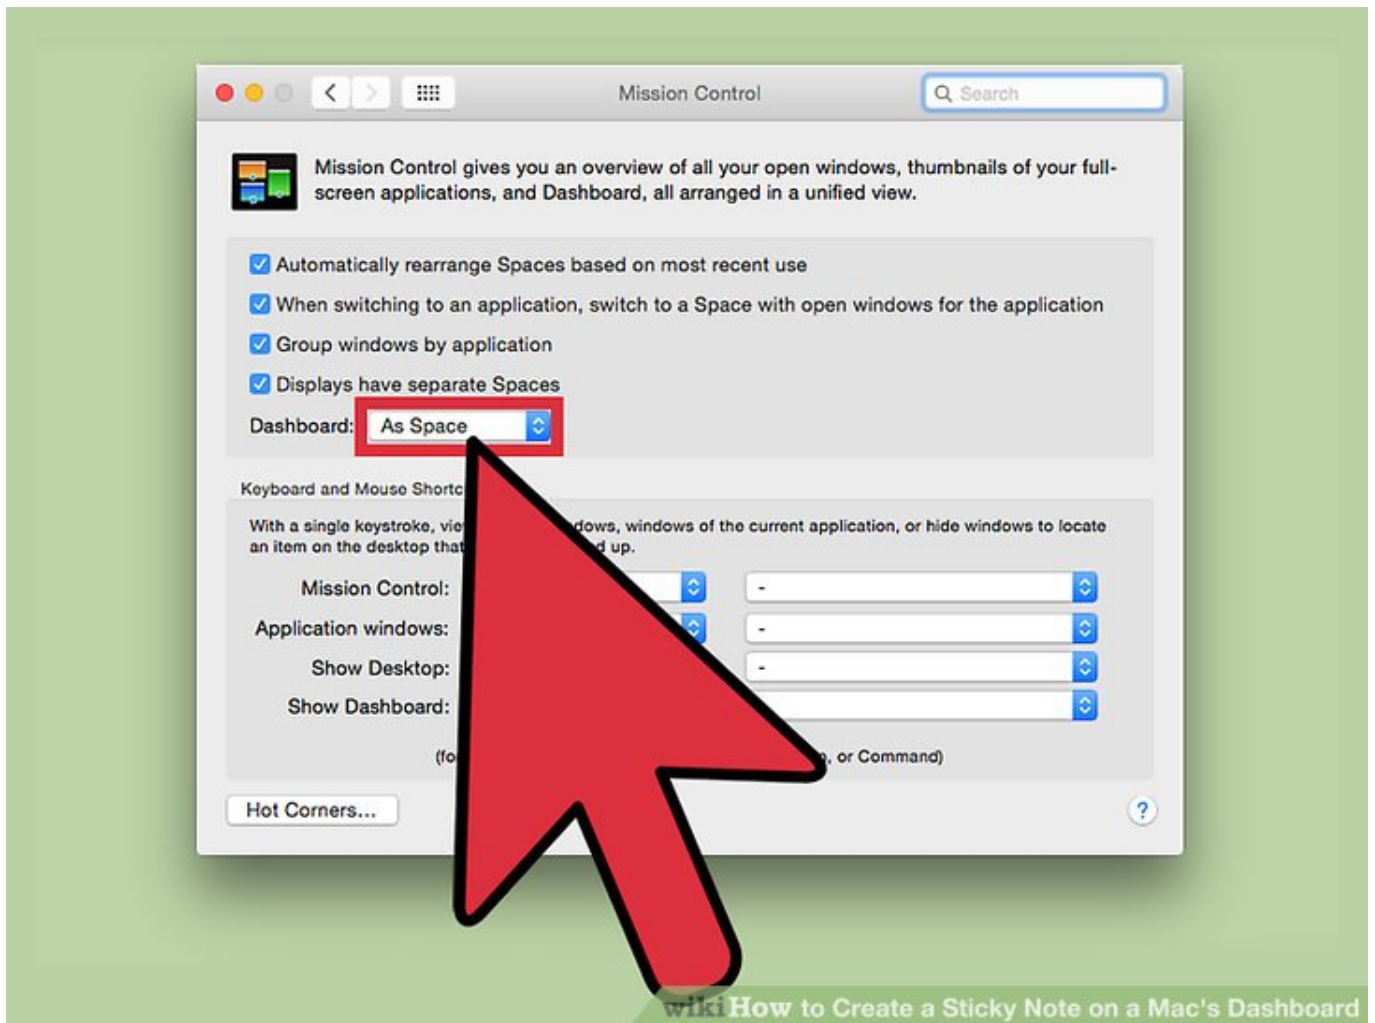 Mission Control
Search
Mission Control gives you an overview of all your open windows, thumbnails of your full-
screen applications, and Dashboard, all arranged in a unified view.
Automatically rearrange Spaces based on most recent use
When switching to an application, switch to a Space with open windows for the application
Group windows by application
Displays have separate Spaces
Dashboard: As Space
Keyboard and Mouse
With a single keystroke, windows of the current application, or hide windows to locate
an item on the desktop that up.
Mission Control: -
Application windows: -
Show Desktop: -
Show Dashboard:
or Command)
Hot Corners... ?
wikiHow to Create a Sticky Note on a Mac's Dashboard